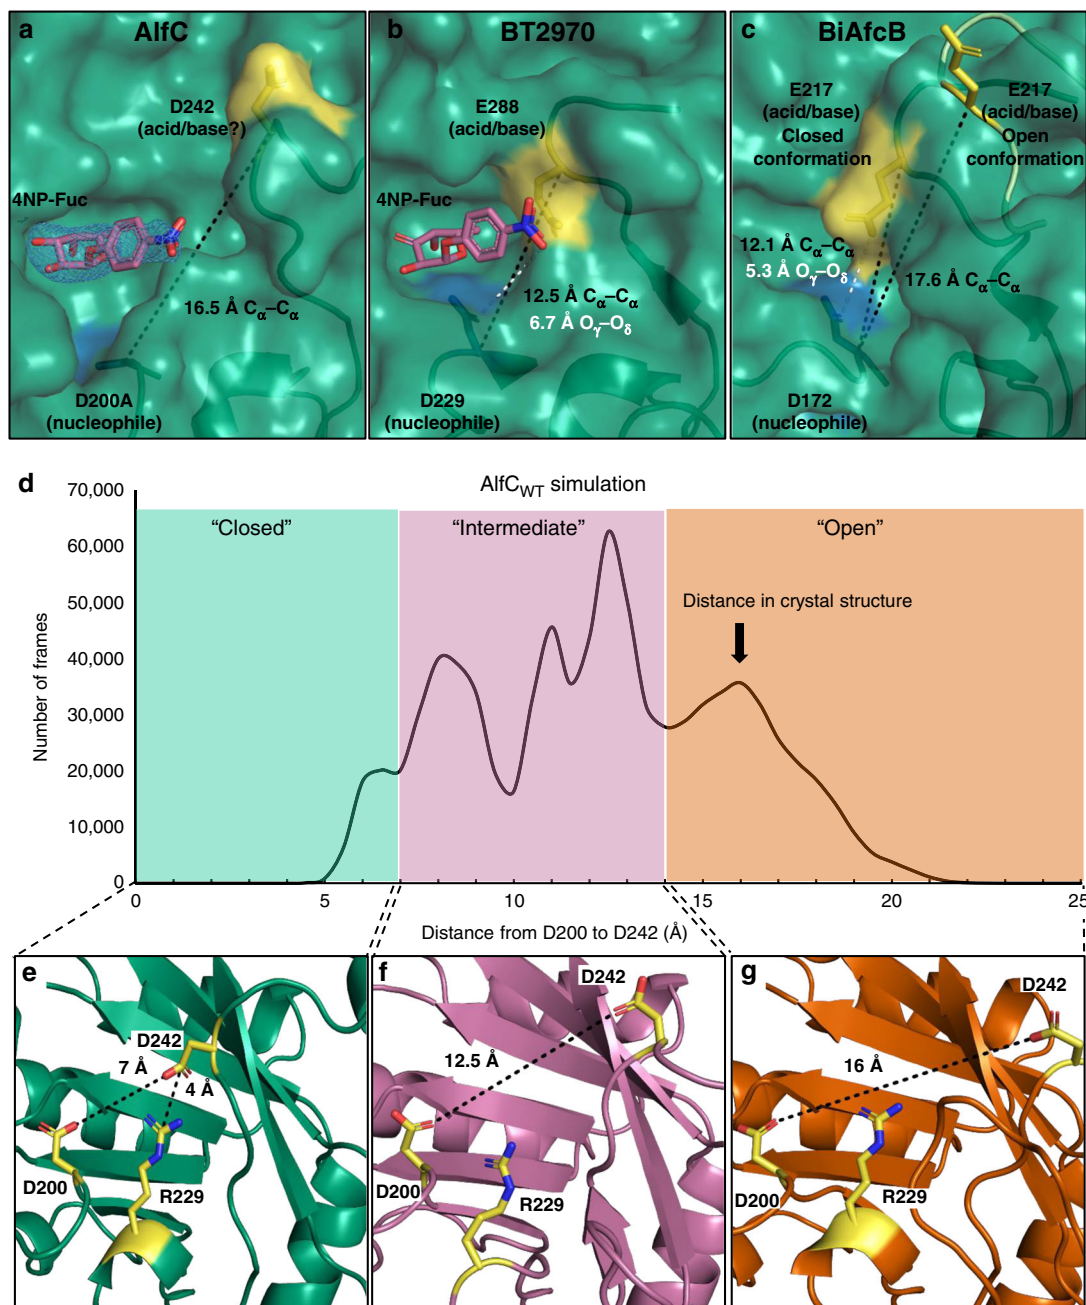 a AlfC
D242
(acid/base?)
4NP-Fuc
16.5 Å Cα–Cα
D200A
(nucleophile)
b BT2970
E288
(acid/base)
4NP-Fuc
12.5 Å Cα–Cα
6.7 Å Oγ–Oδ
D229
(nucleophile)
c BiAfcB
E217
(acid/base)
Closed
conformation
E217
(acid/base)
Open
conformation
12.1 Å Cα–Cα
5.3 Å Oγ–Oδ
17.6 Å Cα–Cα
D172
(nucleophile)
d
AlfCWT simulation
70,000
60,000
50,000
40,000
30,000
20,000
10,000
0
Number of frames
“Closed”
“Intermediate”
“Open”
Distance in crystal structure
0 5 10 15 20 25
Distance from D200 to D242 (Å)
e
D242
7 Å
4 Å
D200
R229
f
D242
12.5 Å
D200
R229
g
D242
16 Å
D200
R229